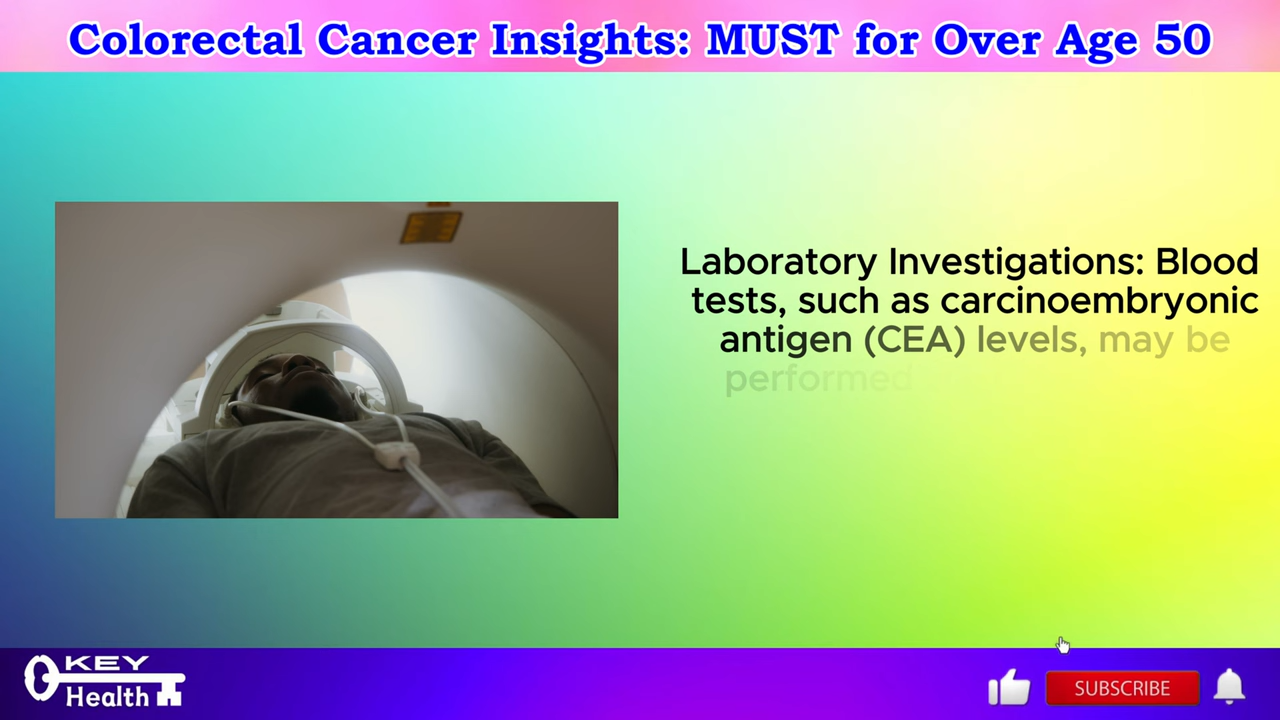 Colorectal Cancer Insights: MUST for Over Age 50
Laboratory Investigations: Blood
tests, such as carcinoembryonic
antigen (CEA) levels, may be
performed
KEY
Health
SUBSCRIBE